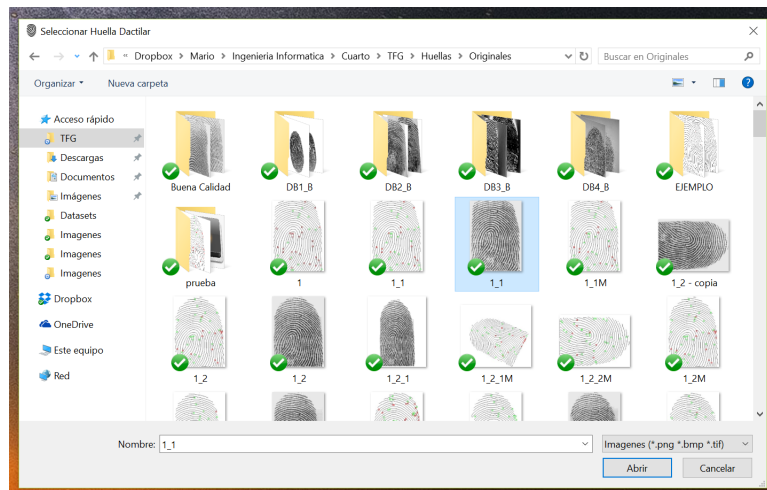 Seleccionar Huella Dactilar
« Dropbox > Mario > Ingenieria Informatica > Cuarto > TFG > Huellas > Originales
Buscar en Originales
Organizar
Nueva carpeta
Acceso rápido
TFG
Descargas
Documentos
Imágenes
Datasets
Imagenes
Imagenes
Imagenes
Dropbox
OneDrive
Este equipo
Red
Buena Calidad
DB1_B
DB2_B
DB3_B
DB4_B
EJEMPLO
prueba
1
1_1
1_1
1_1M
1_2 - copia
1_2
1_2
1_2_1
1_2_1M
1_2_2M
1_2M
Nombre: 1_1
Imagenes (*.png *.bmp *.tif)
Abrir
Cancelar